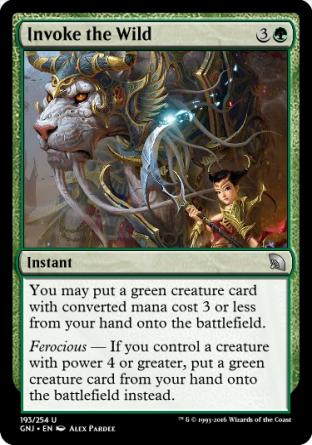 Invoke the Wild 3
Instant
You may put a green creature card
with converted mana cost 3 or less
from your hand onto the battlefield.
Ferocious — If you control a creature
with power 4 or greater, put a green
creature card from your hand onto
the battlefield instead.
193/254 U
GNJ • EN Alex Pardee
™ & © 1993-2016 Wizards of the Coast